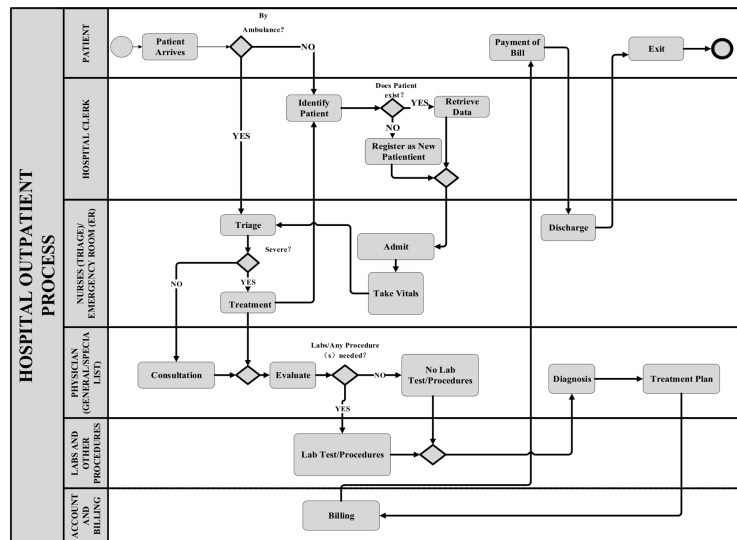 HOSPITAL OUTPATIENT
PROCESS
PATIENT
Patient
Arrives
By
Ambulance?
NO
YES
Payment of
Bill
Exit
HOSPITAL CLERK
Identify
Patient
Does Patient
exist?
YES
NO
Retrieve
Data
Register as New
Patientient
NURSES (TRIAGE)/
EMERGENCY ROOM (ER)
Triage
Severe?
NO
YES
Treatment
Admit
Take Vitals
Discharge
PHYSICIAN
(GENERAL/SPECIA
LIST)
Consultation
Evaluate
Labs/Any Procedure
(s) needed?
NO
YES
No Lab
Test/Procedures
Diagnosis
Treatment Plan
LABS AND
OTHER
PROCEDURES
Lab Test/Procedures
ACCOUNT
AND
BILLING
Billing